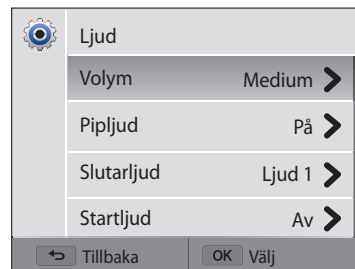 Ljud
Volym Medium
Pipljud På
Slutarljud Ljud 1
Startljud Av
Tillbaka OK Välj